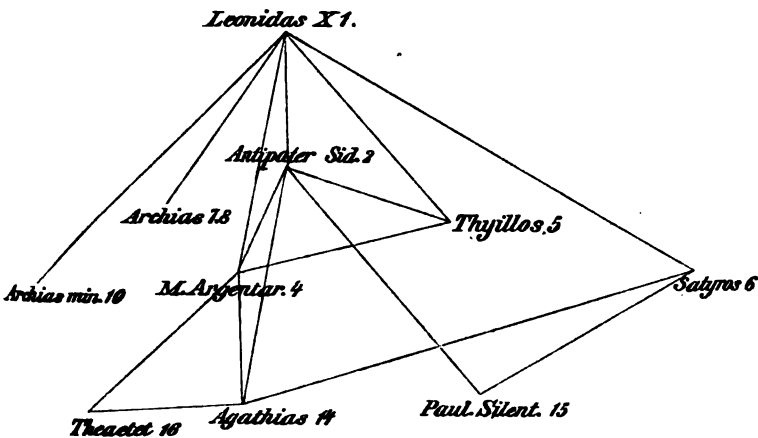 Leonidas X 1.
Antipater Sid. 2
Archias 7.8
Thyillos. 5
Archias min. 10
M. Argentar. 4
Satyros 6
Theaetet 16
Agathias 14
Paul. Silent. 15